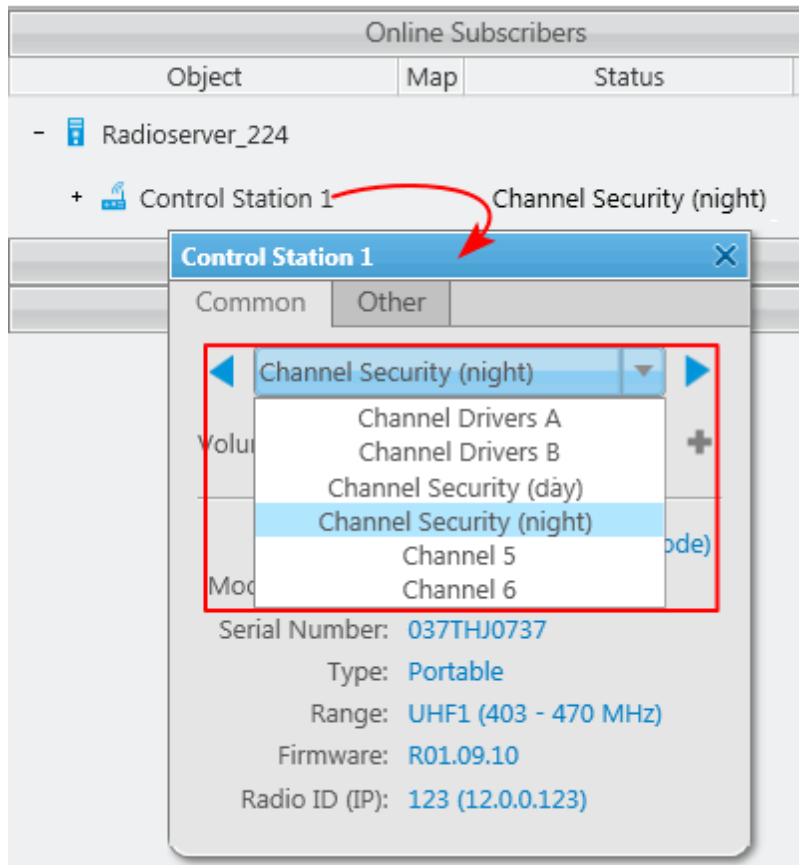 Online Subscribers
Object Map Status
- Radioserver_224
+ Control Station 1 Channel Security (night)
Control Station 1
Common Other
Channel Security (night)
Channel Drivers A
Channel Drivers B
Channel Security (day)
Channel Security (night)
Channel 5
Channel 6
Serial Number: 037THJ0737
Type: Portable
Range: UHF1 (403 - 470 MHz)
Firmware: R01.09.10
Radio ID (IP): 123 (12.0.0.123)